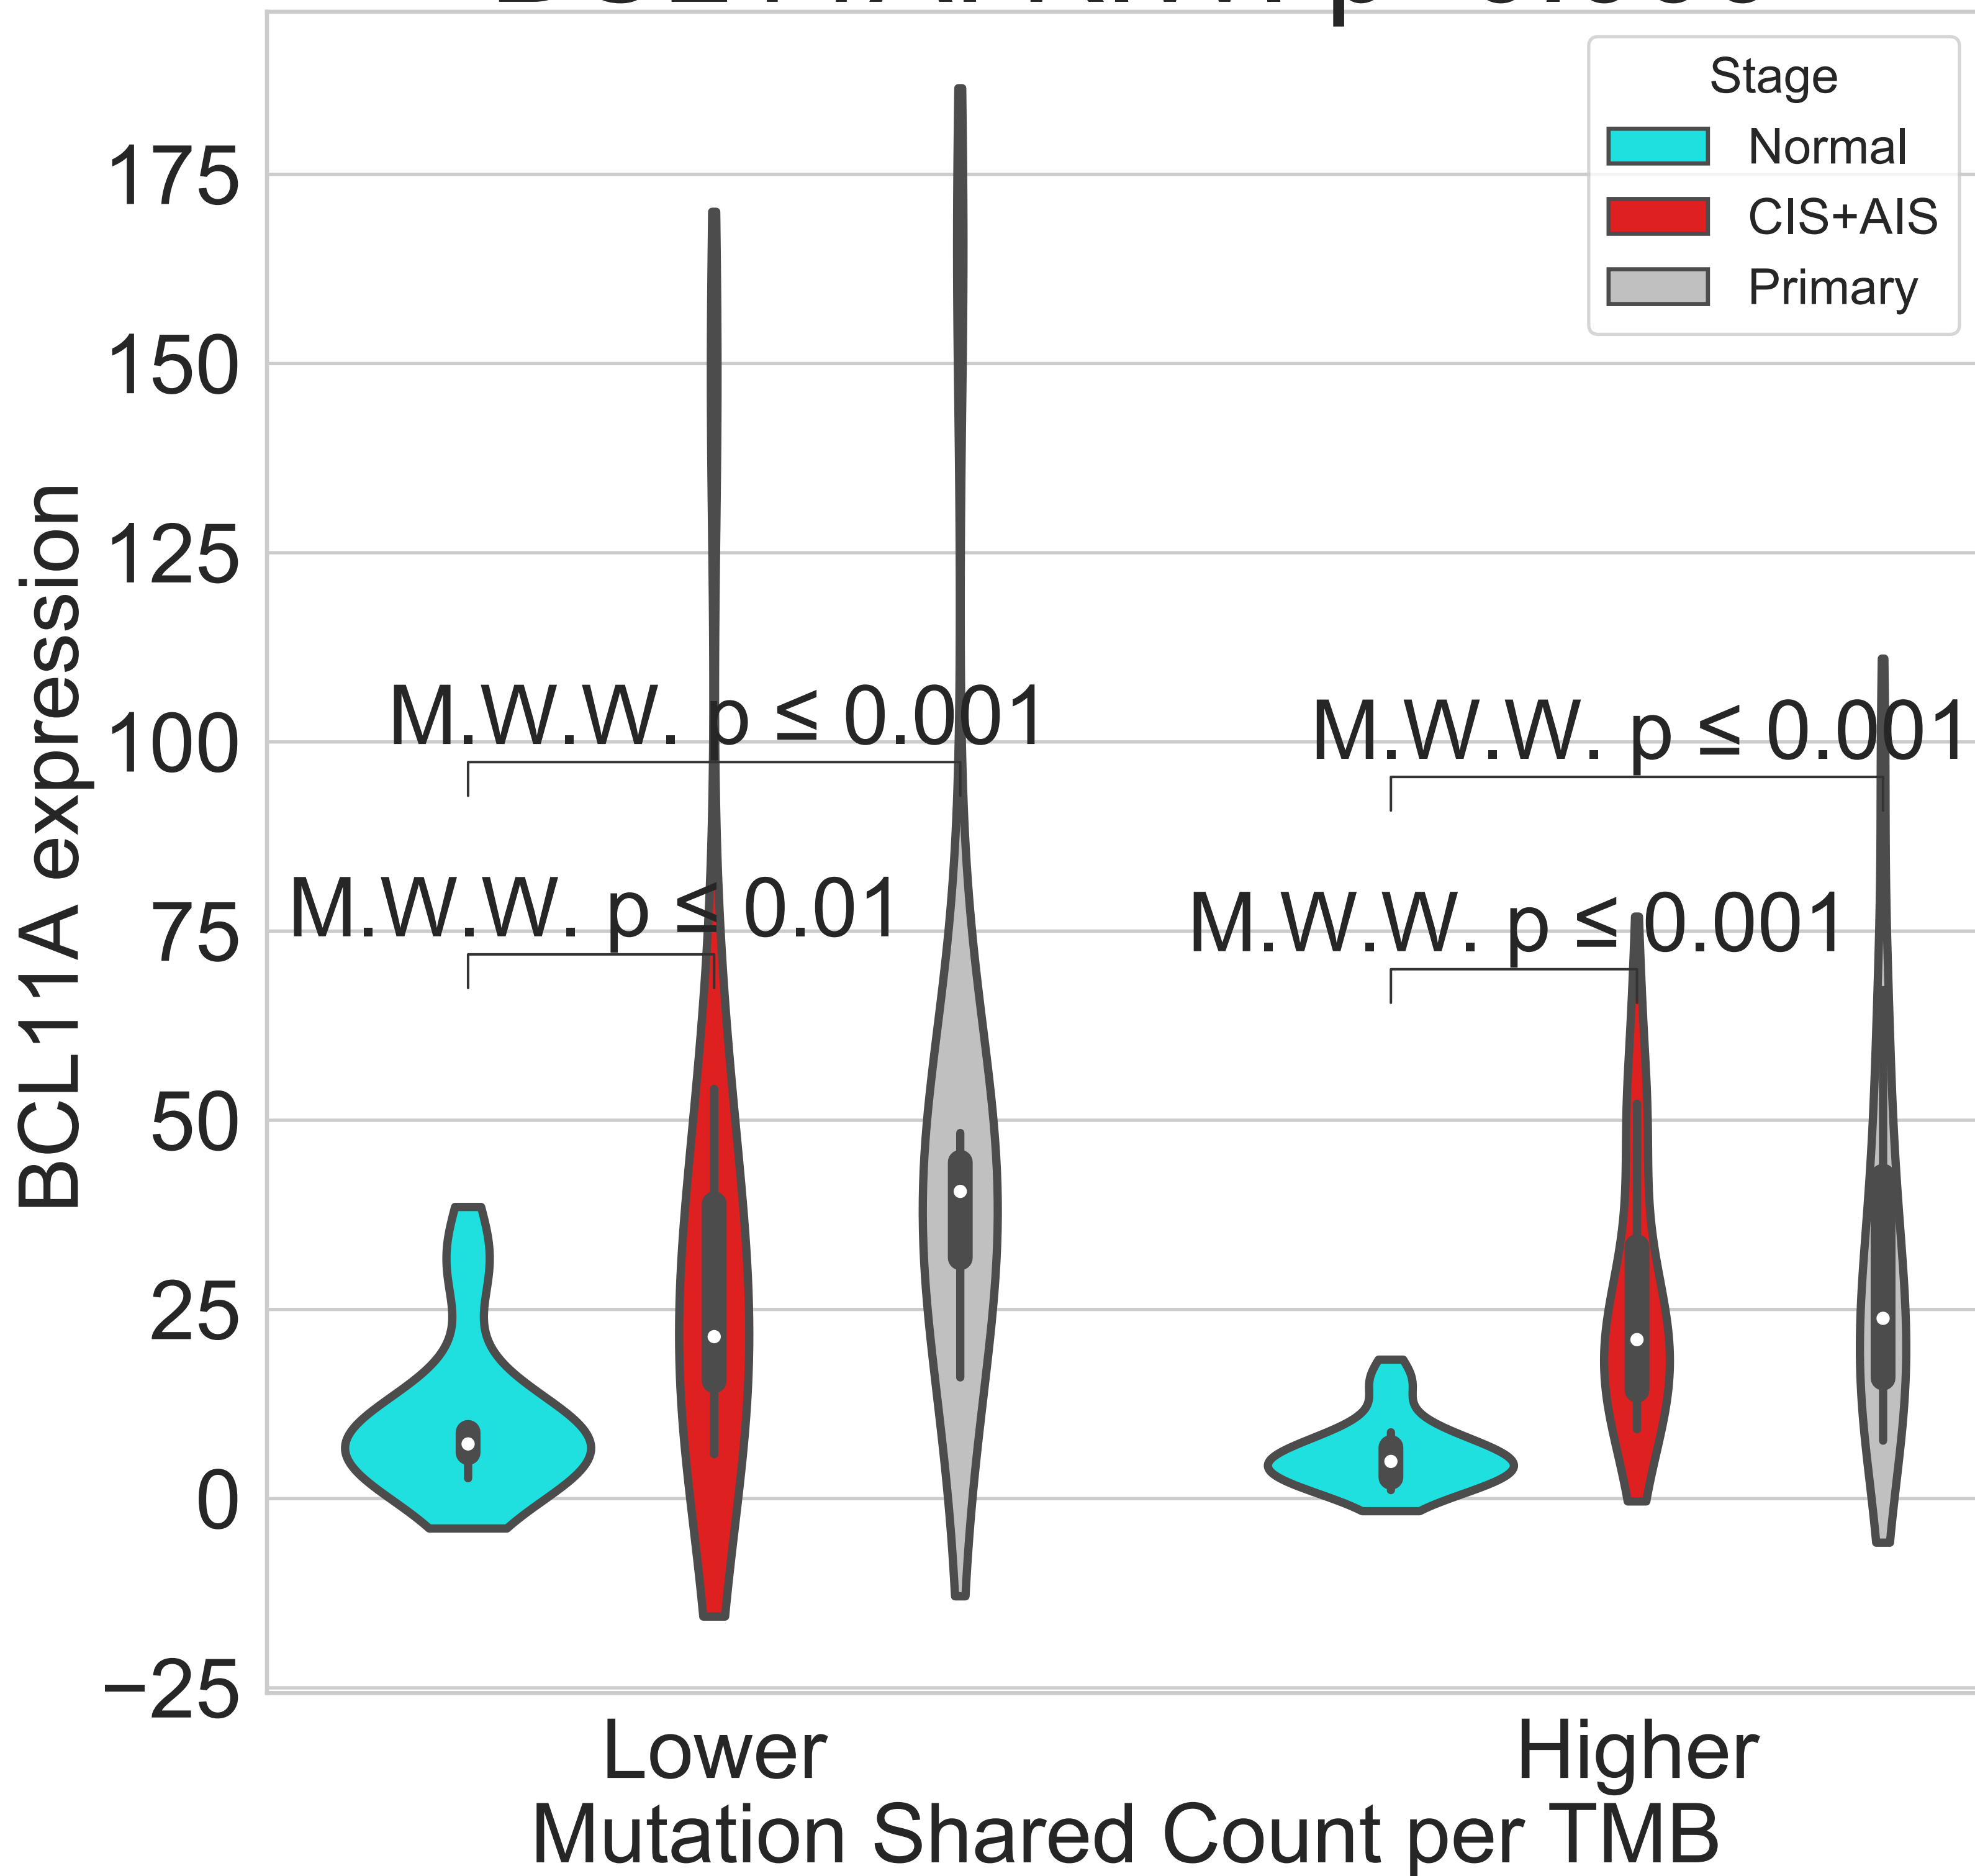 Stage
Normal
CIS+AIS
Primary
175
150
125
100
75
50
25
0
−25
BCL11A expression
M.W.W. p ≤ 0.001
M.W.W. p ≤ 0.001
M.W.W. p ≤ 0.01
M.W.W. p ≤ 0.001
Lower
Higher
Mutation Shared Count per TMB